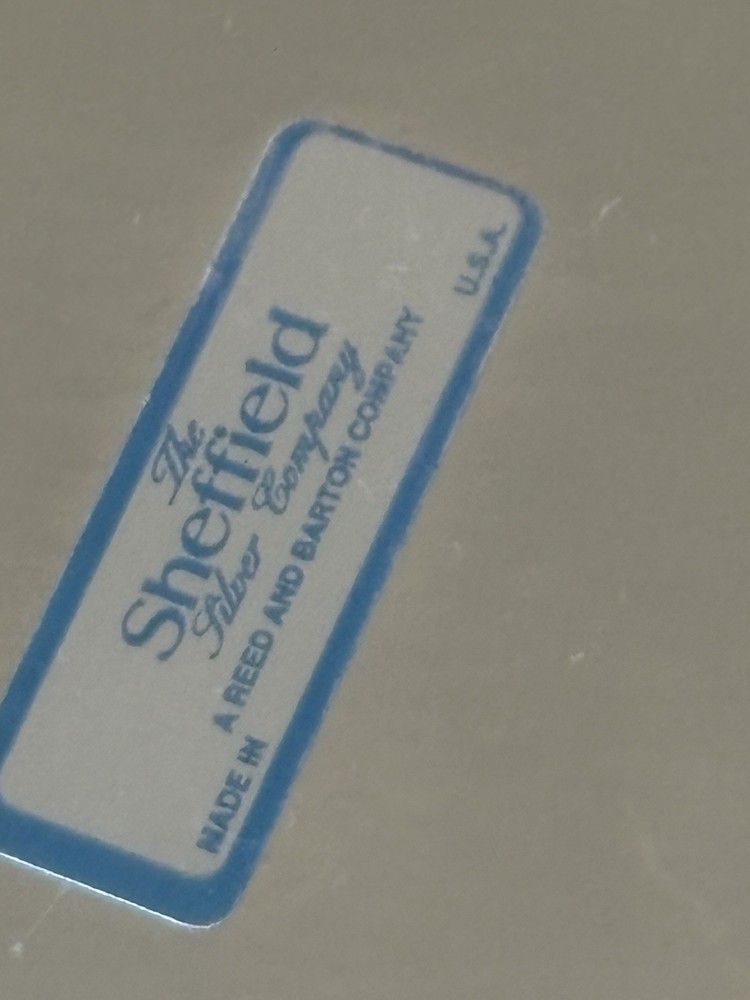 The
Sheffield
Silver Company
A REED AND BARTON COMPANY
MADE IN U.S.A.